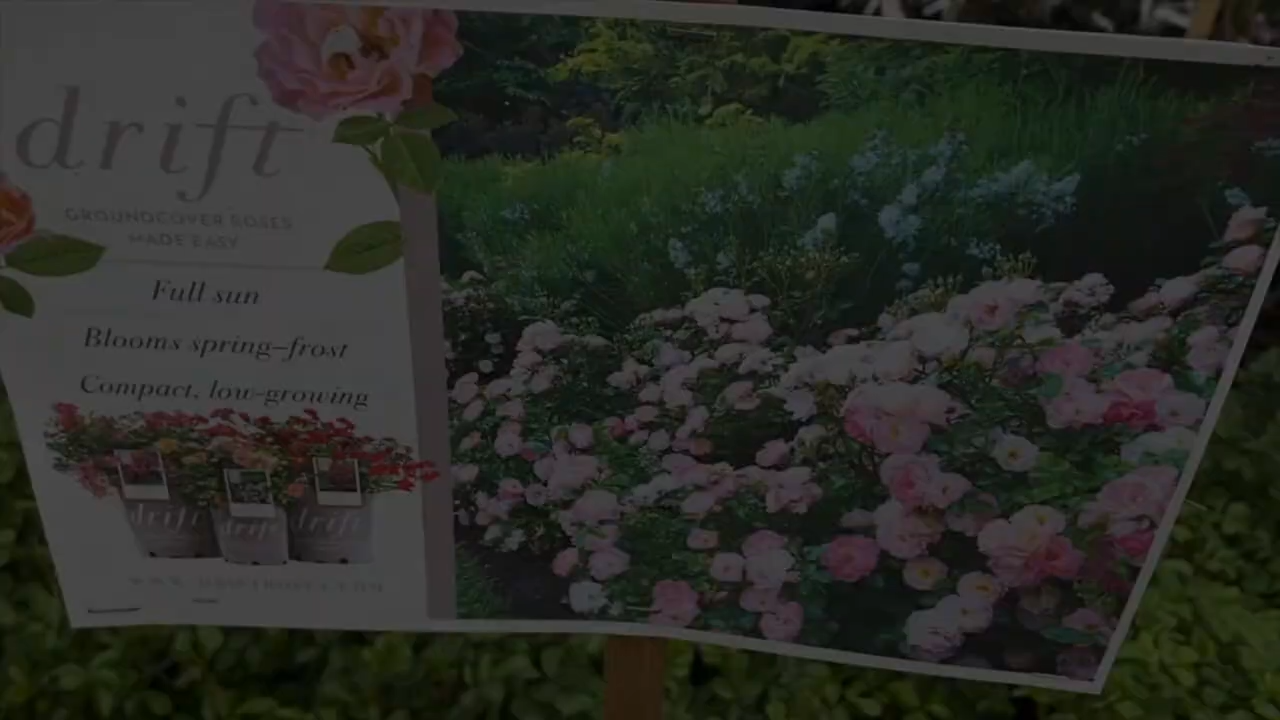 drift
GROUNDCOVER ROSES
MADE EASY
Full sun
Blooms spring–frost
Compact, low-growing
drift drift drift